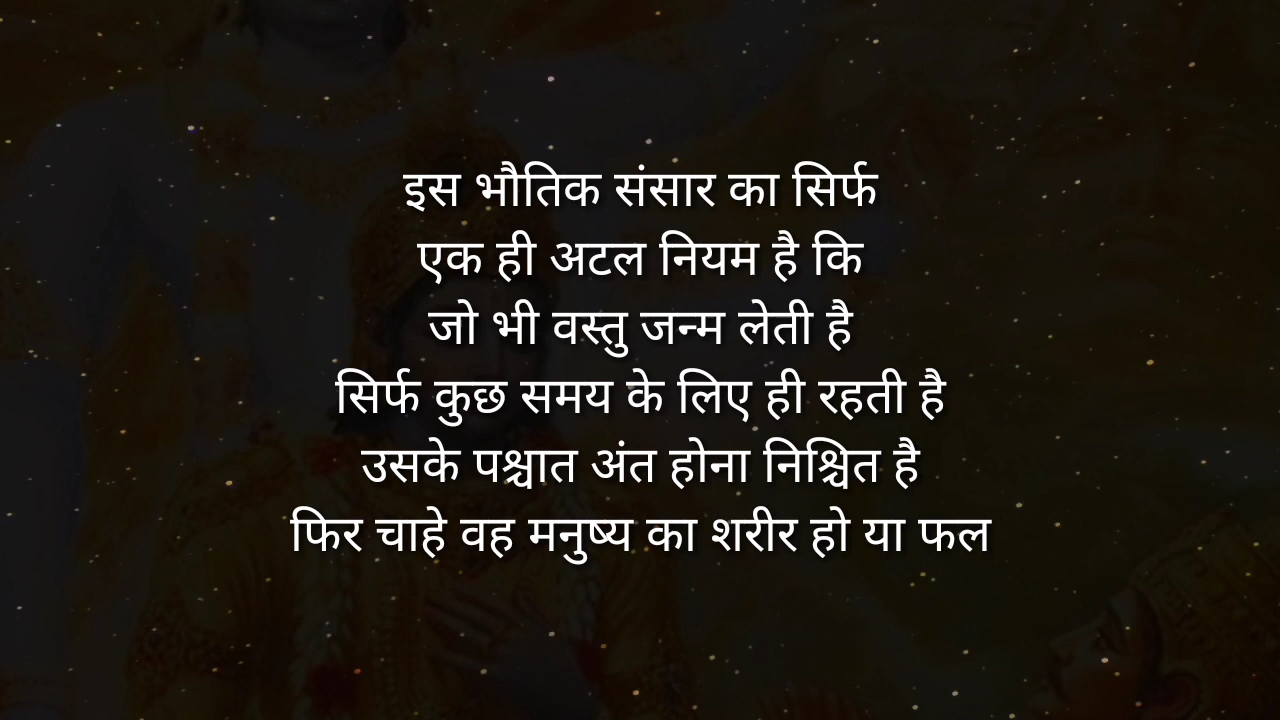 इस भौतिक संसार का सिर्फ
एक ही अटल नियम है कि
जो भी वस्तु जन्म लेती है
सिर्फ कुछ समय के लिए ही रहती है
उसके पश्चात अंत होना निश्चित है
फिर चाहे वह मनुष्य का शरीर हो या फल